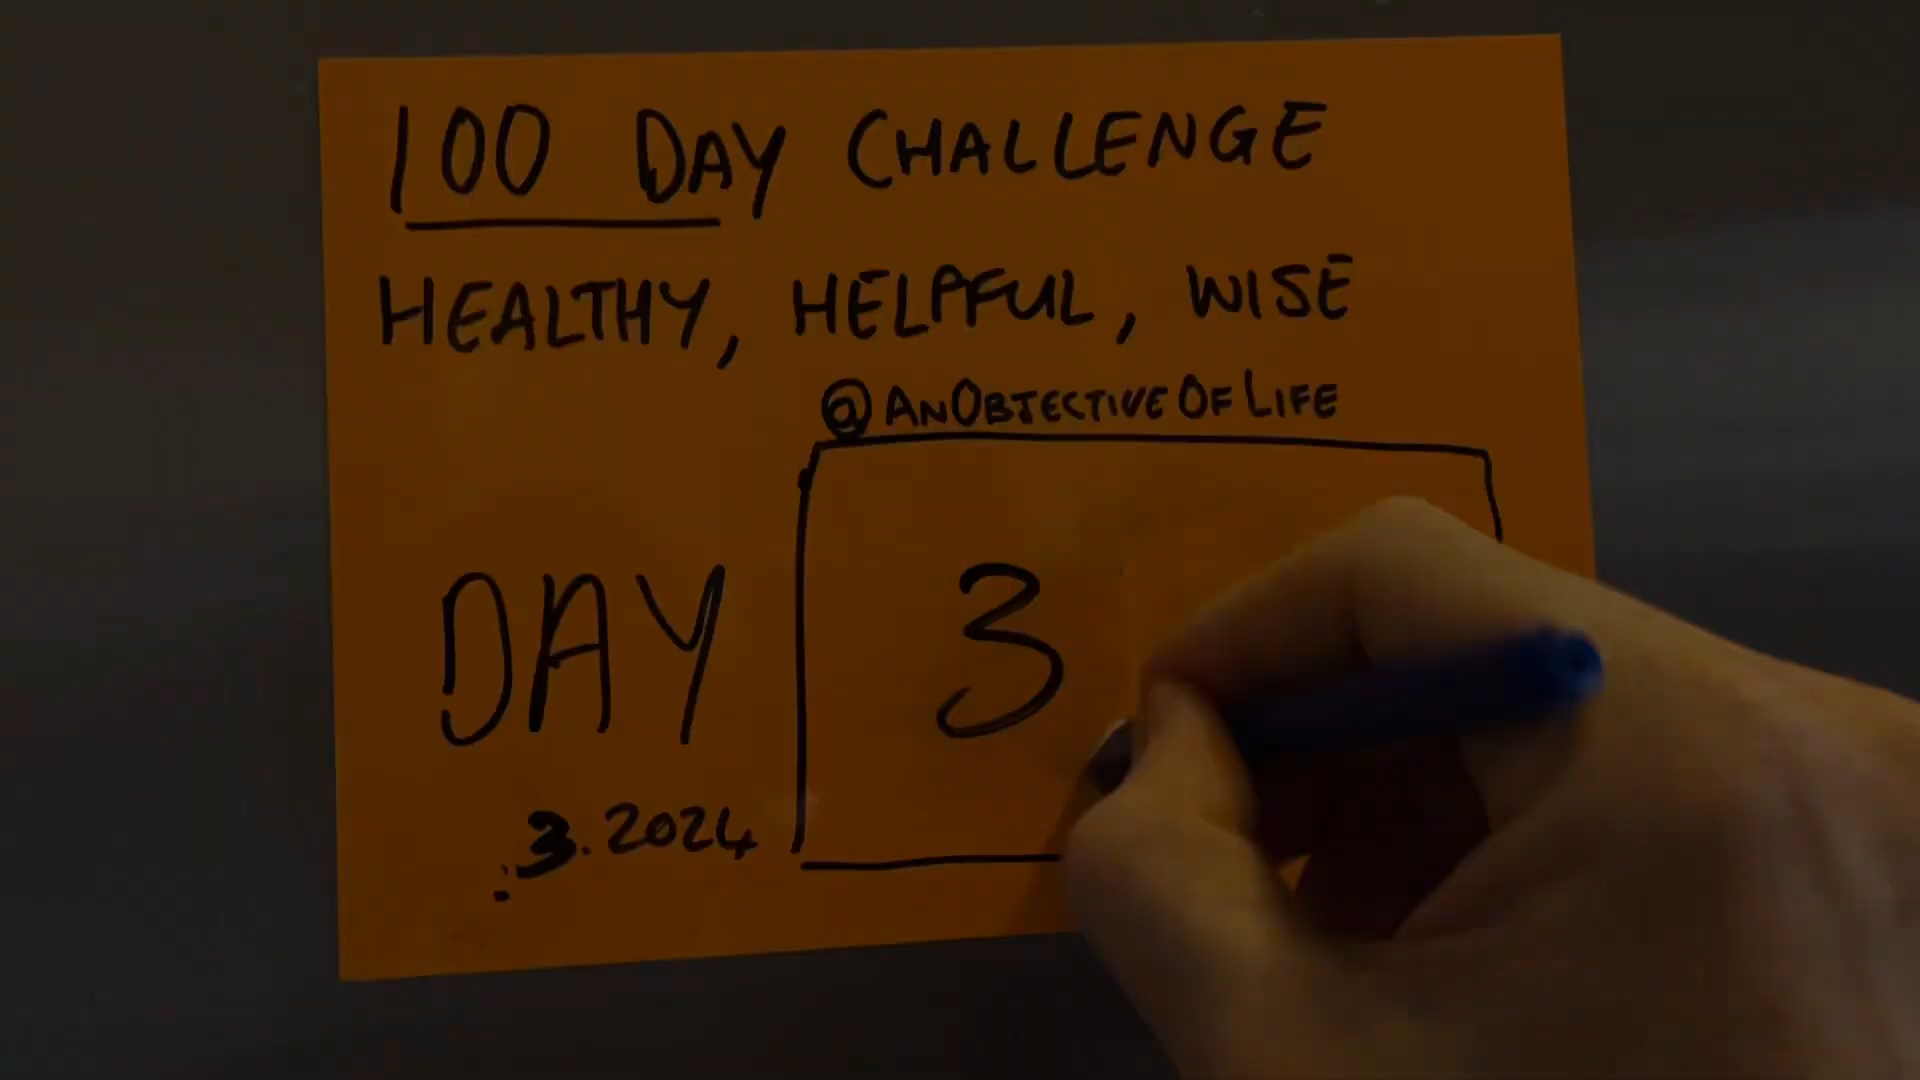 100 DAY CHALLENGE
HEALTHY, HELPFUL, WISE
@ANOBJECTIVEOFLIFE
DAY 3
.3.2024